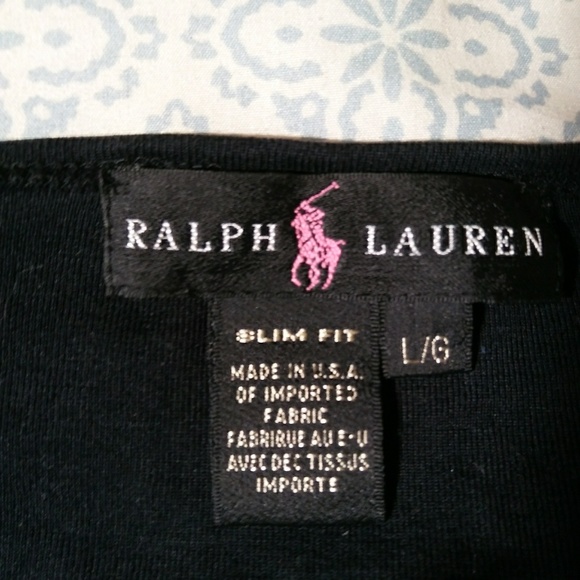 RALPH LAUREN
SLIM FIT
L/G
MADE IN U.S.A.
OF IMPORTED
FABRIC
FABRIQUE AU E-U
AVEC DEC TISSUS
IMPORTE